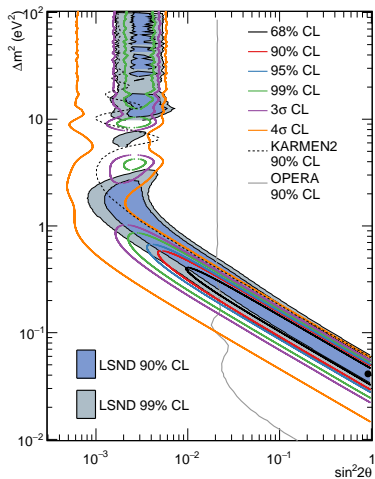 Δm² (eV²)
10²
10
1
10⁻¹
10⁻²
68% CL
90% CL
95% CL
99% CL
3σ CL
4σ CL
KARMEN2
90% CL
OPERA
90% CL
LSND 90% CL
LSND 99% CL
10⁻³
10⁻²
10⁻¹
1
sin²2θ